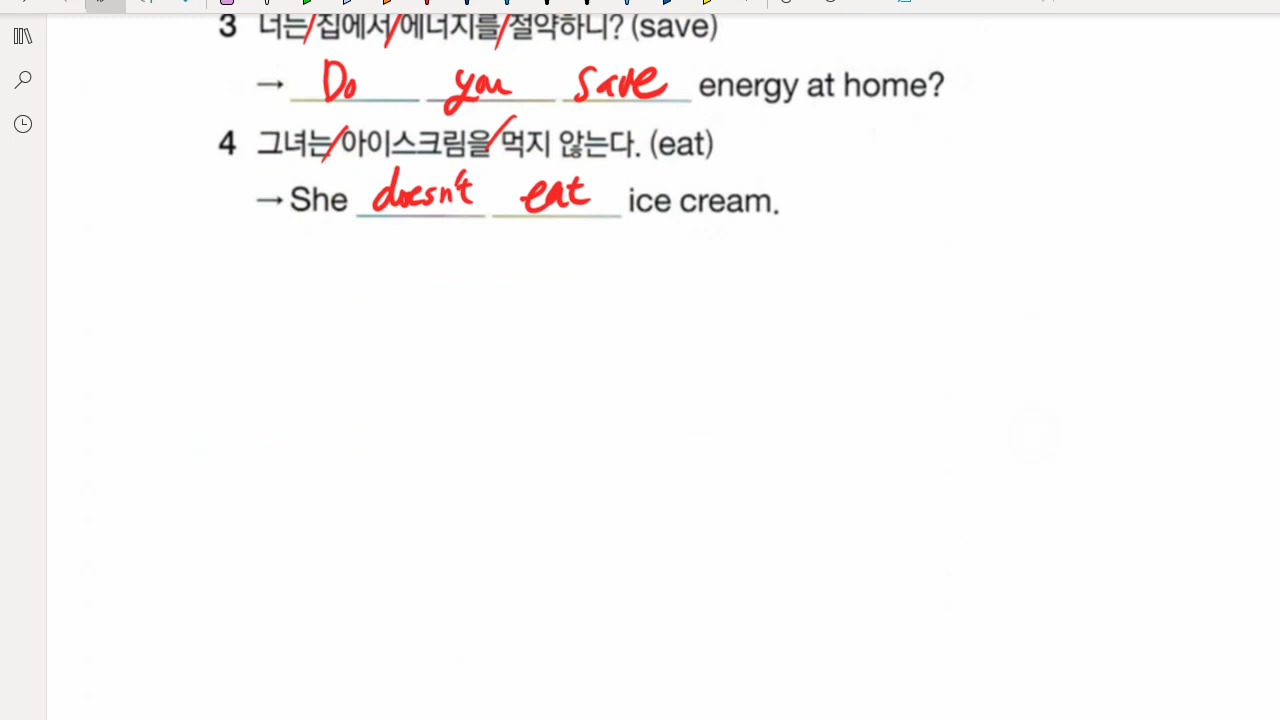 3 너는/집에서/에너지를/절약하니? (save)
→ Do you save energy at home?
4 그녀는/아이스크림을/먹지 않는다. (eat)
→ She doesn't eat ice cream.